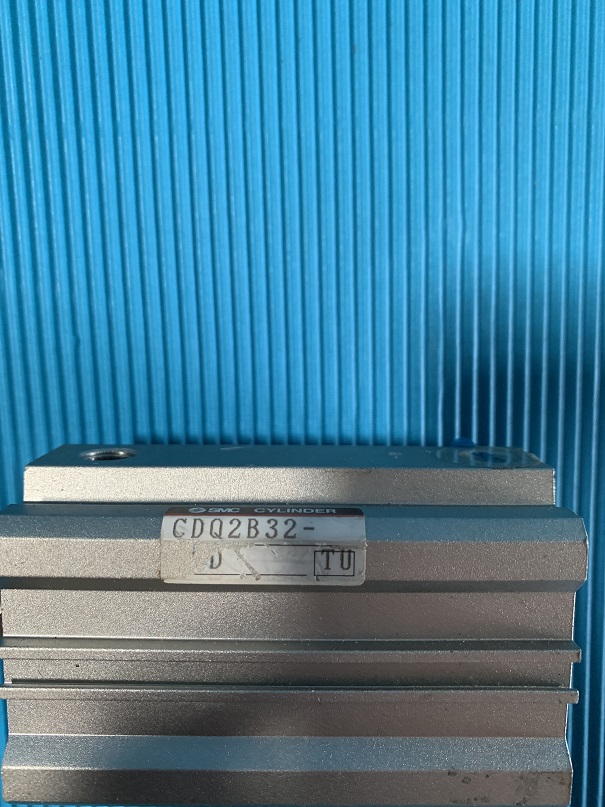 SMC CYLINDER
CDQ2B32-
D TU